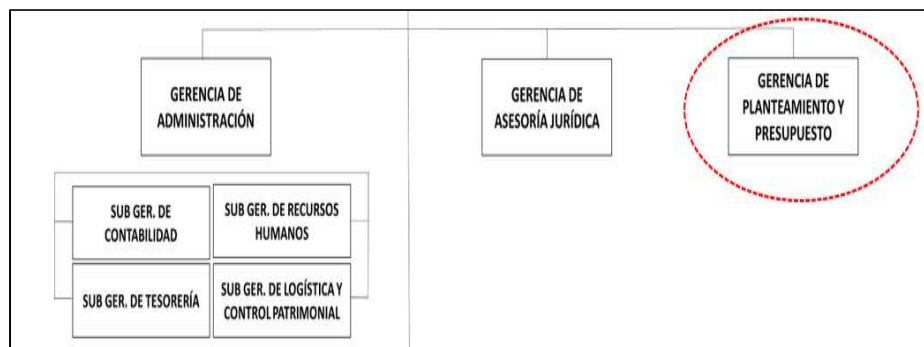 GERENCIA DE
ADMINISTRACIÓN
GERENCIA DE
ASESORÍA JURÍDICA
GERENCIA DE
PLANTEAMIENTO Y
PRESUPUESTO
SUB GER. DE
CONTABILIDAD
SUB GER. DE RECURSOS
HUMANOS
SUB GER. DE TESORERÍA
SUB GER. DE LOGÍSTICA Y
CONTROL PATRIMONIAL